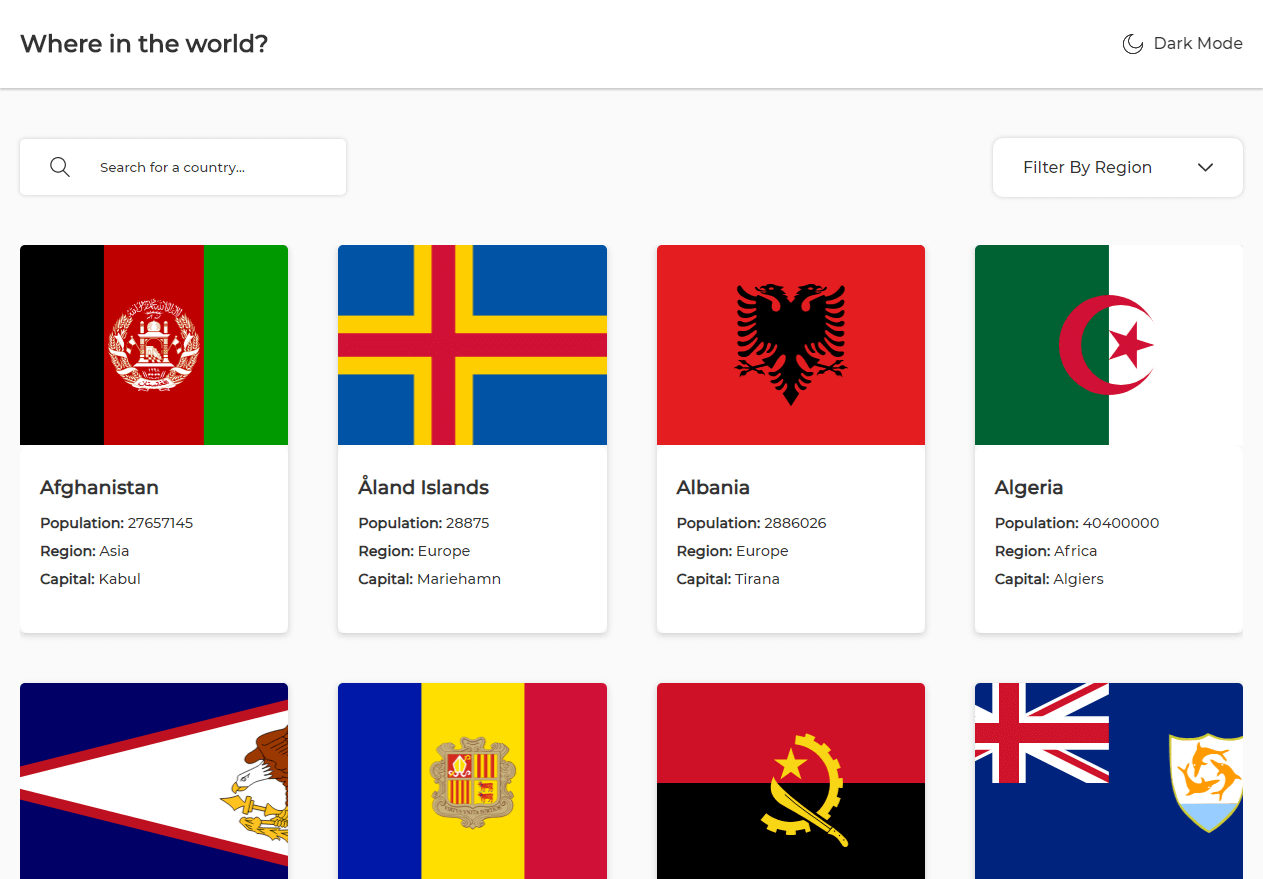 Where in the world?
Dark Mode
Search for a country...
Filter By Region
Afghanistan
Population: 27657145
Region: Asia
Capital: Kabul
Åland Islands
Population: 28875
Region: Europe
Capital: Mariehamn
Albania
Population: 2886026
Region: Europe
Capital: Tirana
Algeria
Population: 40400000
Region: Africa
Capital: Algiers